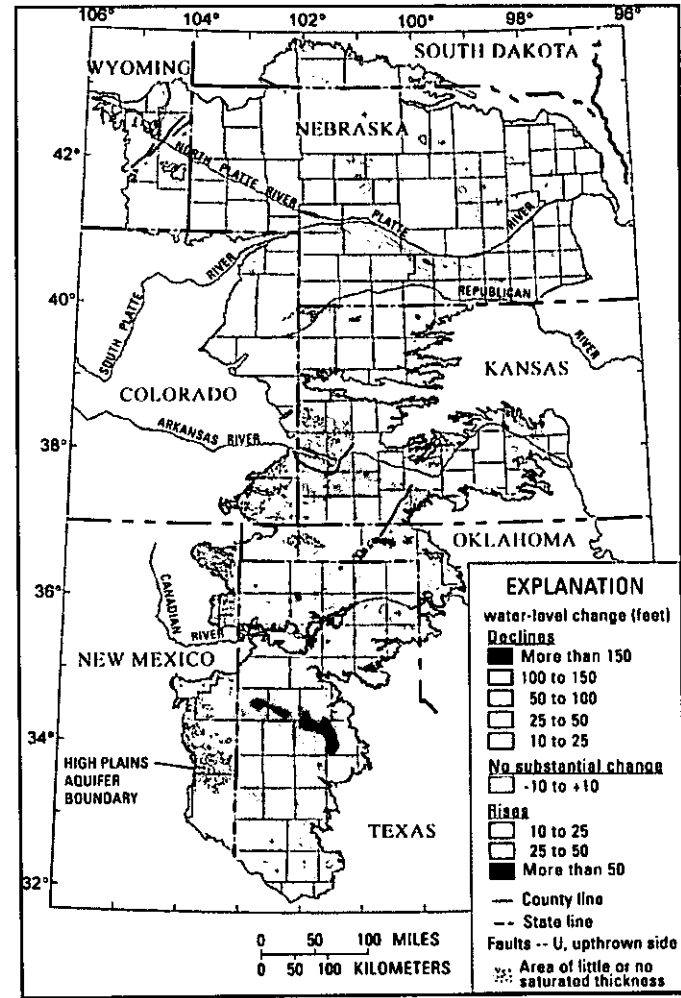 106° 104° 102° 100° 98° 96°
WYOMING
SOUTH DAKOTA
NEBRASKA
42°
NORTH PLATTE RIVER
PLATTE RIVER
40°
SOUTH PLATTE RIVER
REPUBLICAN RIVER
COLORADO
KANSAS
ARKANSAS RIVER
38°
OKLAHOMA
36°
CANADIAN RIVER
NEW MEXICO
34°
HIGH PLAINS
AQUIFER
BOUNDARY
TEXAS
32°
0 50 100 MILES
0 50 100 KILOMETERS
EXPLANATION
water-level change (feet)
Declines
More than 150
100 to 150
50 to 100
25 to 50
10 to 25
No substantial change
-10 to +10
Rises
10 to 25
25 to 50
More than 50
County line
State line
Faults -- U, upthrown side
Area of little or no
saturated thickness